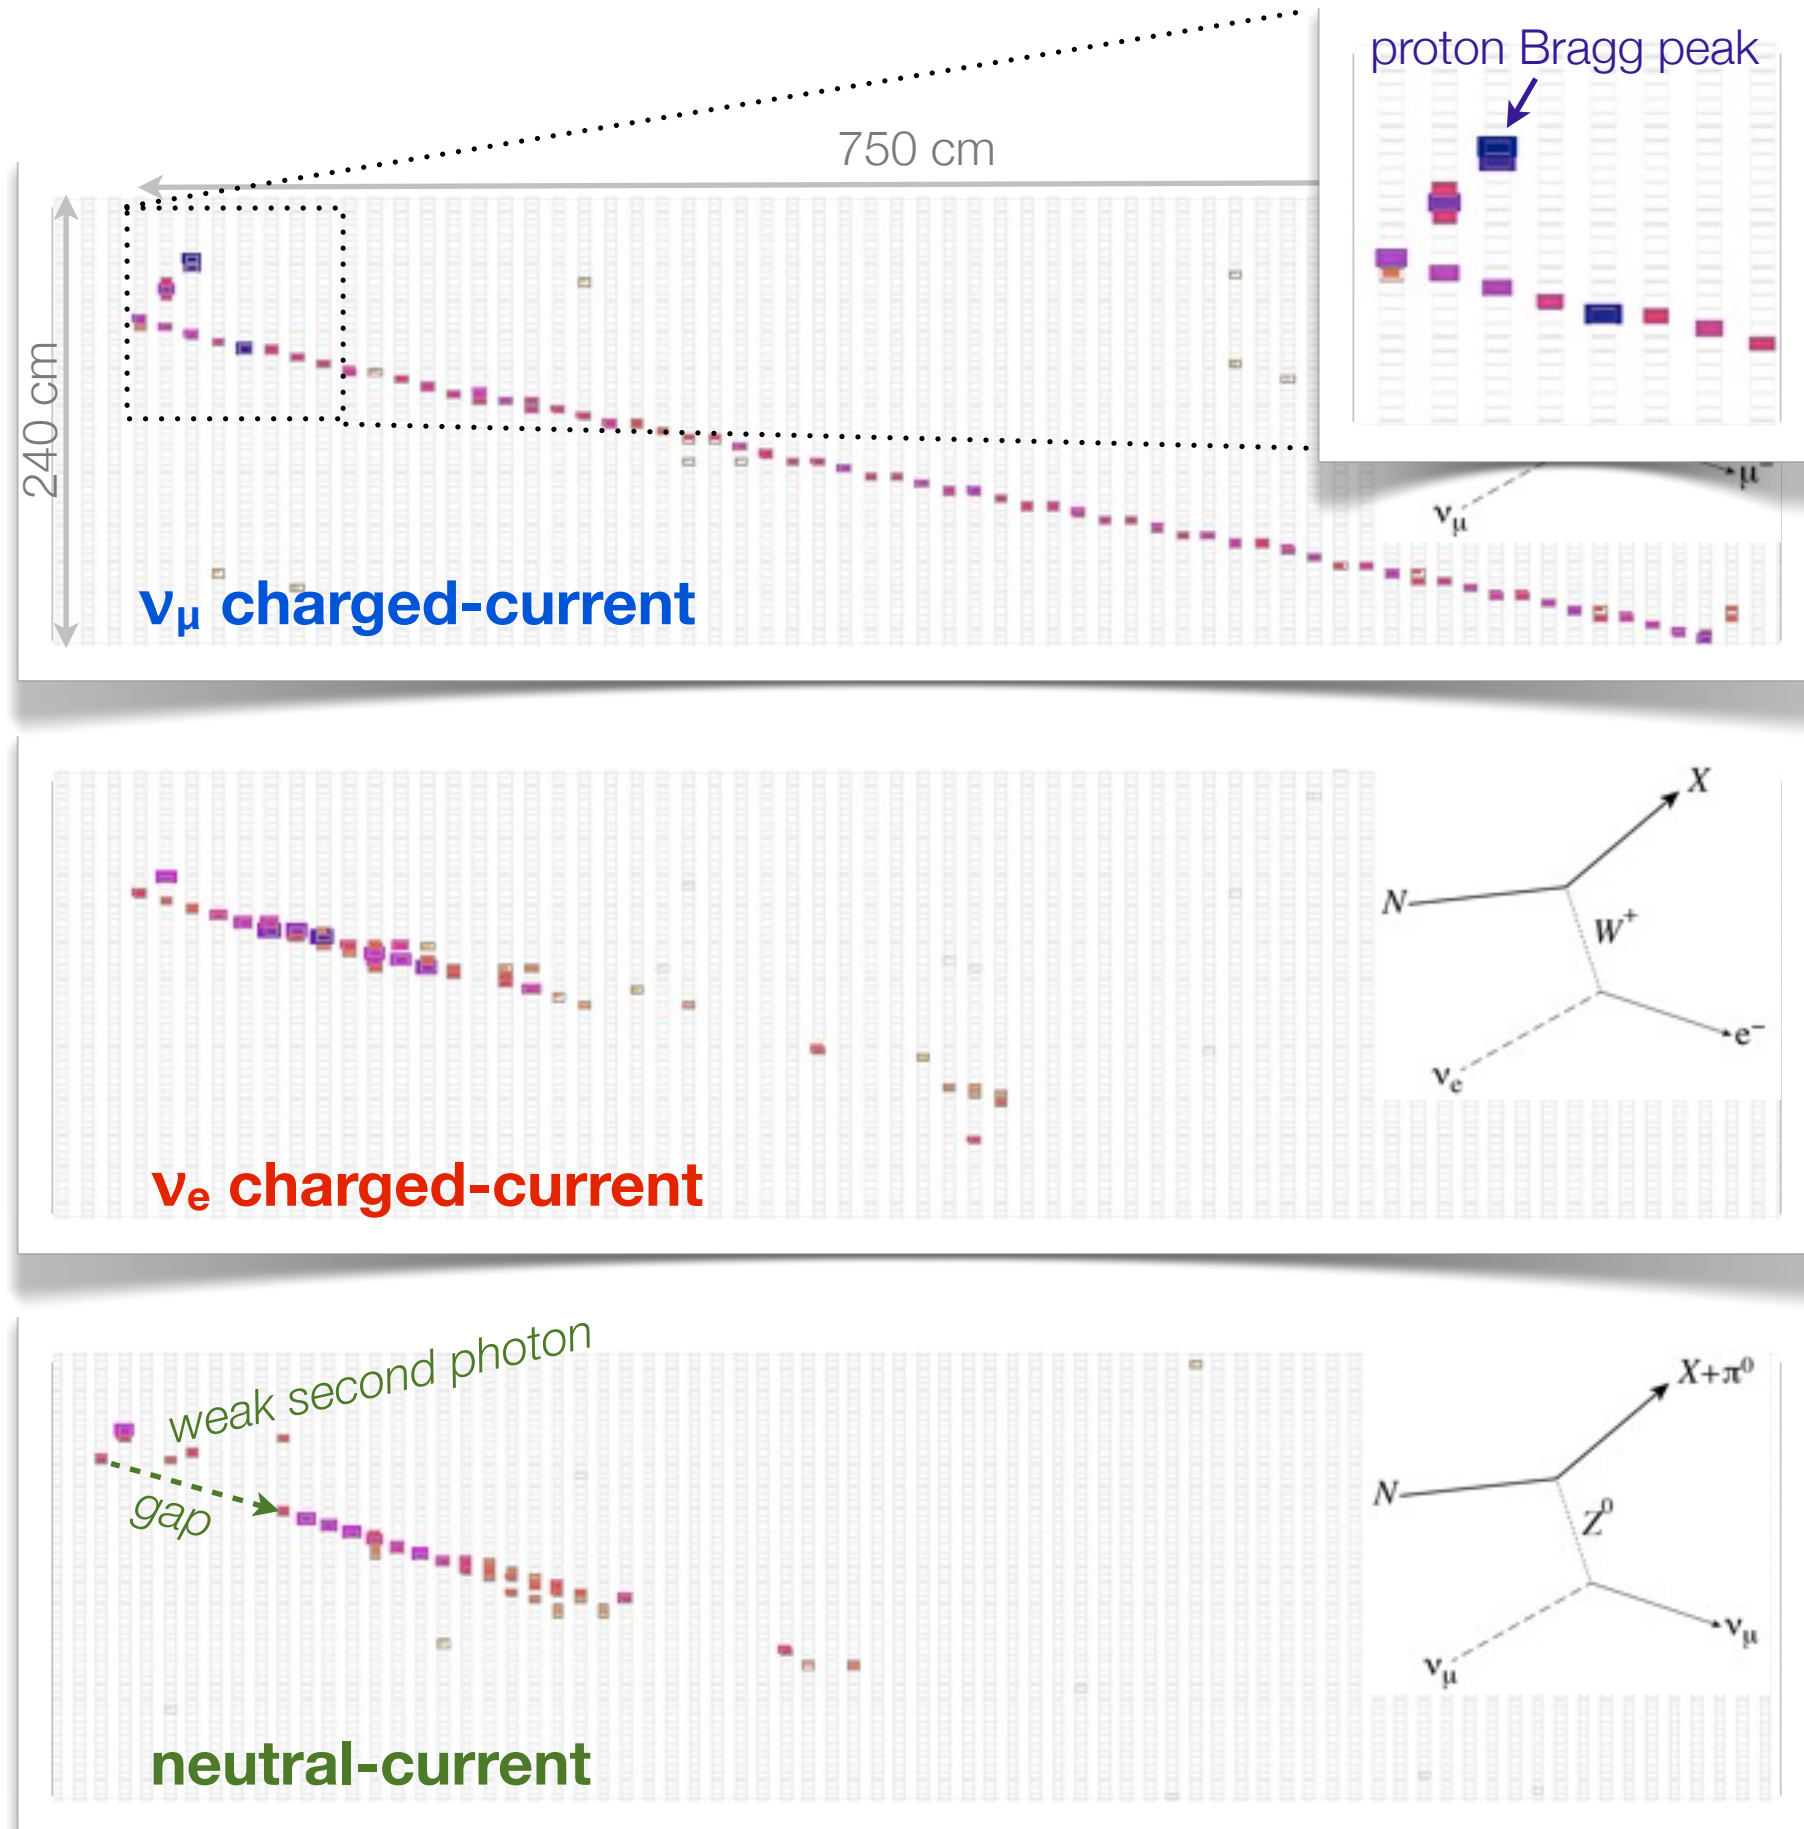 proton Bragg peak
750 cm
240 cm
μ⁻
νμ
νμ charged-current
X
N
W⁺
e⁻
νe
νe charged-current
weak second photon
gap
X+π⁰
N
Z⁰
νμ
νμ
neutral-current